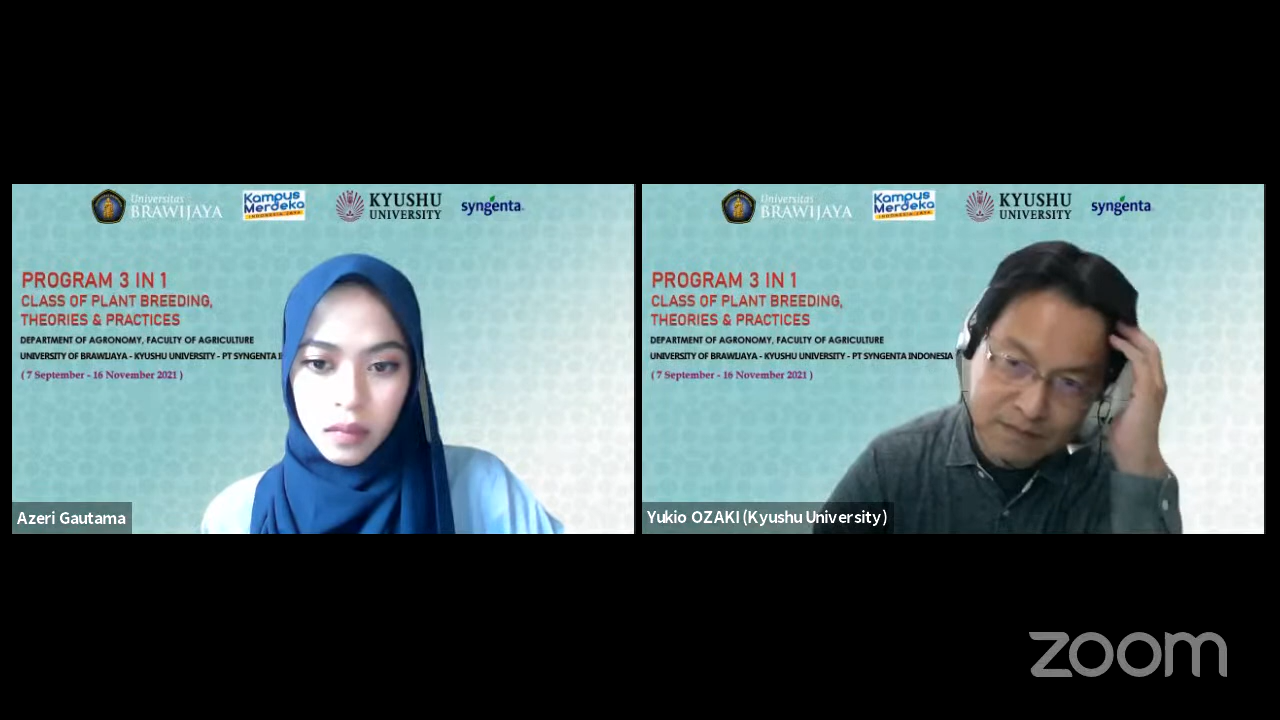 Universitas
BRAWIJAYA
Kampus
Merdeka
INDONESIA JAYA
KYUSHU
UNIVERSITY
syngenta
PROGRAM 3 IN 1
CLASS OF PLANT BREEDING,
THEORIES & PRACTICES
DEPARTMENT OF AGRONOMY, FACULTY OF AGRICULTURE
UNIVERSITY OF BRAWIJAYA - KYUSHU UNIVERSITY - PT SYNGENTA
( 7 September - 16 November 2021 )
Azeri Gautama
Universitas
BRAWIJAYA
Kampus
Merdeka
INDONESIA JAYA
KYUSHU
UNIVERSITY
syngenta
PROGRAM 3 IN 1
CLASS OF PLANT BREEDING,
THEORIES & PRACTICES
DEPARTMENT OF AGRONOMY, FACULTY OF AGRICULTURE
UNIVERSITY OF BRAWIJAYA - KYUSHU UNIVERSITY - PT SYNGENTA INDONESIA
( 7 September - 16 November 2021 )
Yukio OZAKI (Kyushu University)
zoom